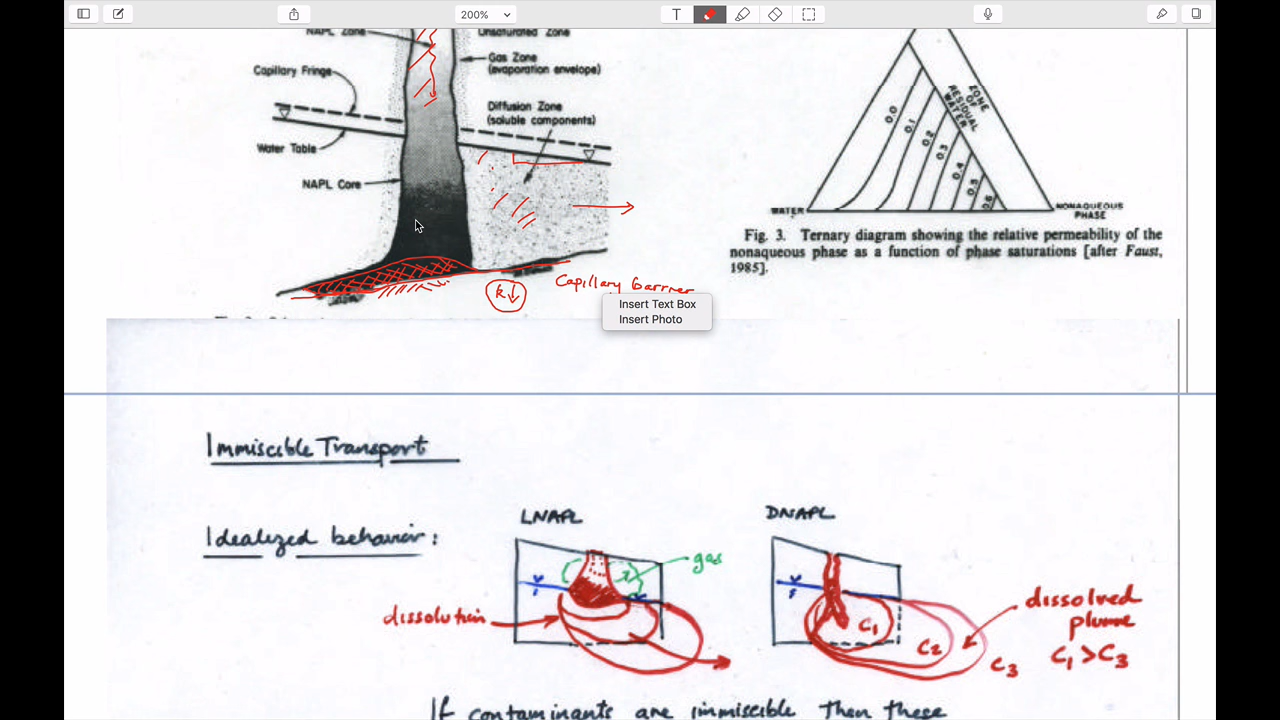 200%
T
NAPL Zone
Unsaturated Zone
Gas Zone
(evaporation envelope)
Capillary Fringe
Diffusion Zone
(soluble components)
Water Table
NAPL Core
k↓
Capillary barrier
Insert Text Box
Insert Photo
ZONE OF
RESIDUAL
WATER
0.0
0.1
0.2
0.3
0.4
0.5
0.6
WATER
NONAQUEOUS
PHASE
Fig. 3. Ternary diagram showing the relative permeability of the
nonaqueous phase as a function of phase saturations [after Faust,
1985].
Immiscible Transport
Idealized behavior:
LNAPL
gas
dissolution
DNAPL
C1
C2
C3
dissolved
plume
C1 > C3
If contaminants are immiscible then these